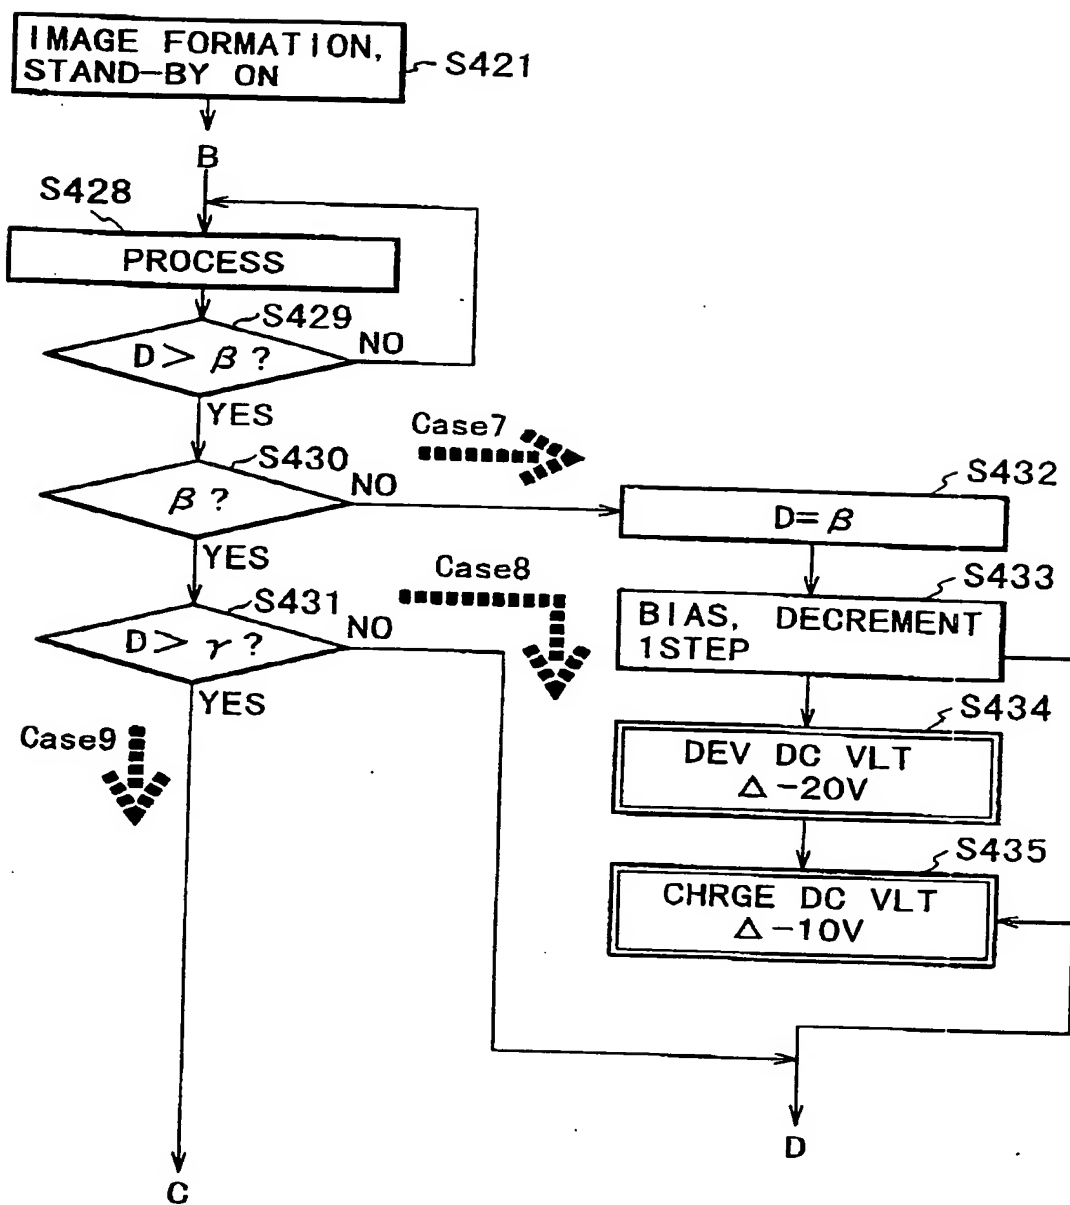 IMAGE FORMATION,
STAND-BY ON
S421
B
S428
PROCESS
S429
D > β ?
NO
YES
Case7
S430
β ?
NO
S432
D= β
YES
Case8
S431
D > γ ?
NO
S433
BIAS, DECREMENT
1STEP
YES
Case9
S434
DEV DC VLT
△ -20V
S435
CHRGE DC VLT
△ -10V
D
C